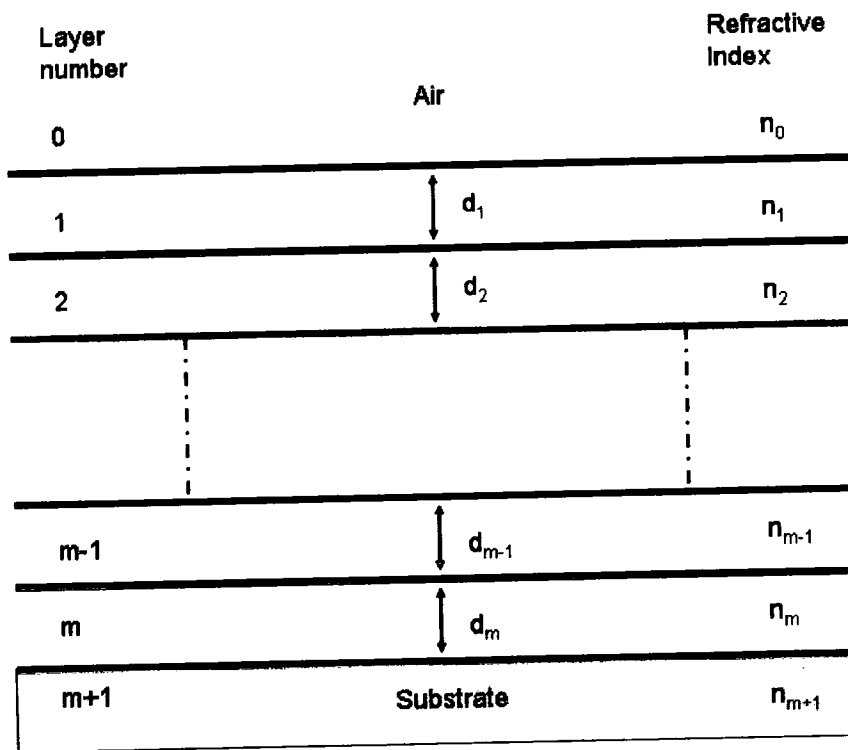 Layer number
Refractive Index
Air
0
n₀
d₁
1
n₁
d₂
2
n₂
m-1
dₘ₋₁
nₘ₋₁
m
dₘ
nₘ
m+1
Substrate
nₘ₊₁